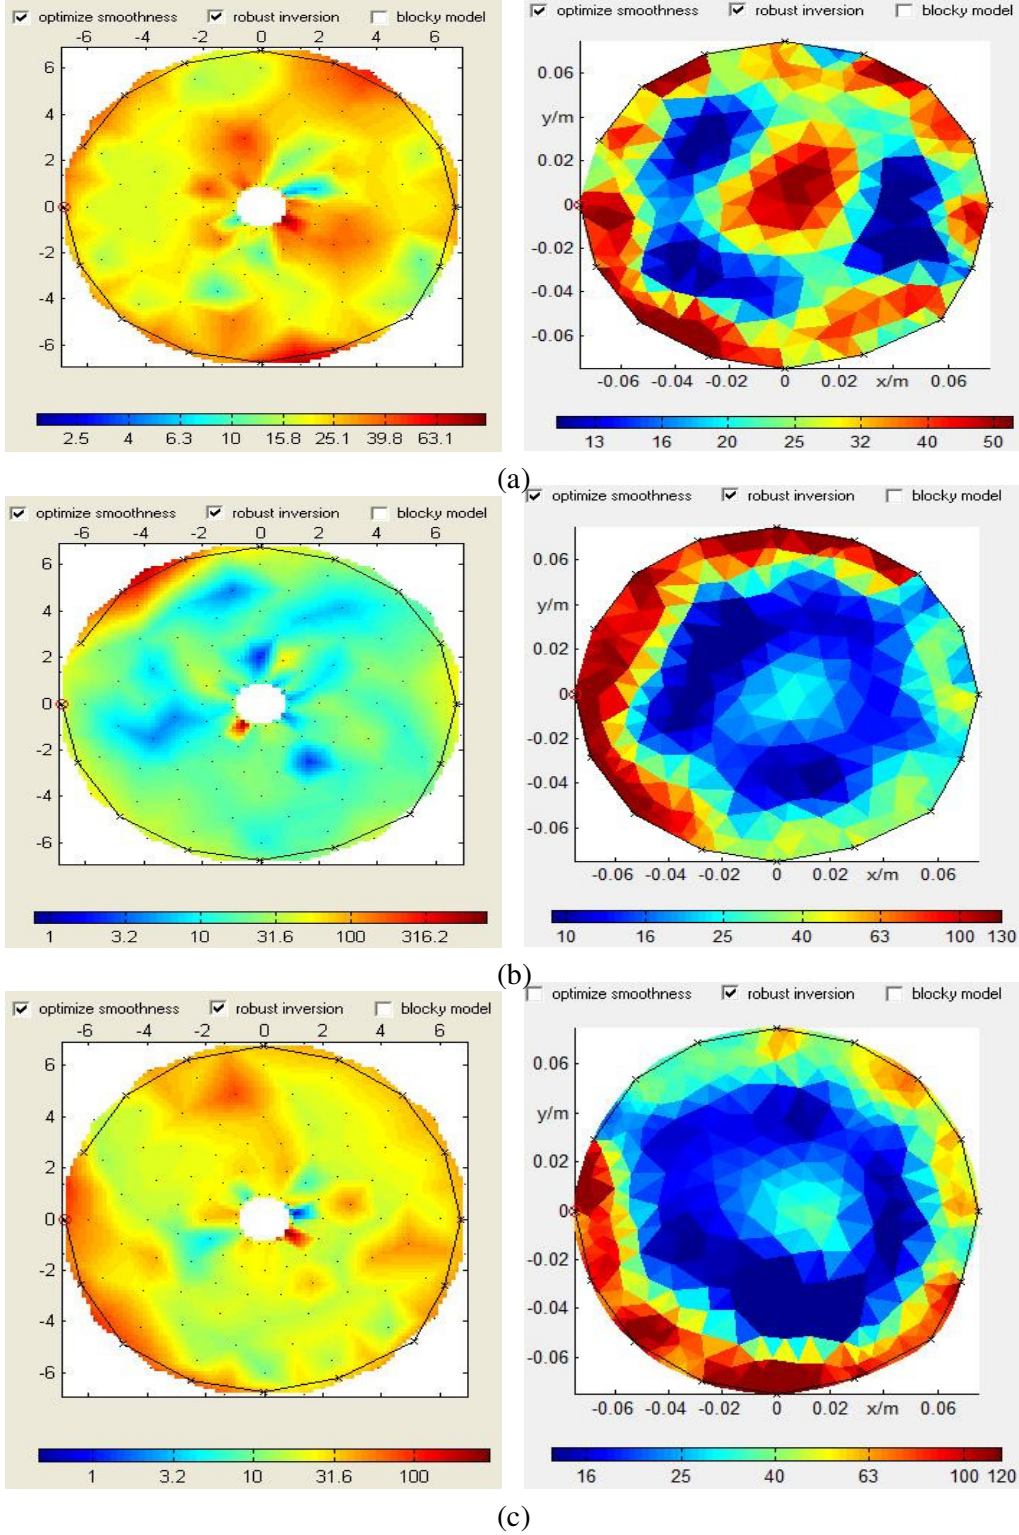 optimize smoothness robust inversion blocky model
-6 -4 -2 0 2 4 6
6
4
2
0
-2
-4
-6
2.5 4 6.3 10 15.8 25.1 39.8 63.1
optimize smoothness robust inversion blocky model
0.06
y/m
0.02
0
-0.02
-0.04
-0.06
-0.06 -0.04 -0.02 0 0.02 x/m 0.06
13 16 20 25 32 40 50
(a)
optimize smoothness robust inversion blocky model
-6 -4 -2 0 2 4 6
6
4
2
0
-2
-4
-6
1 3.2 10 31.6 100 316.2
optimize smoothness robust inversion blocky model
0.06
y/m
0.02
0
-0.02
-0.04
-0.06
-0.06 -0.04 -0.02 0 0.02 x/m 0.06
10 16 25 40 63 100 130
(b)
optimize smoothness robust inversion blocky model
-6 -4 -2 0 2 4 6
6
4
2
0
-2
-4
-6
1 3.2 10 31.6 100
optimize smoothness robust inversion blocky model
0.06
y/m
0.02
0
-0.02
-0.04
-0.06
-0.06 -0.04 -0.02 0 0.02 x/m 0.06
16 25 40 63 100 120
(c)